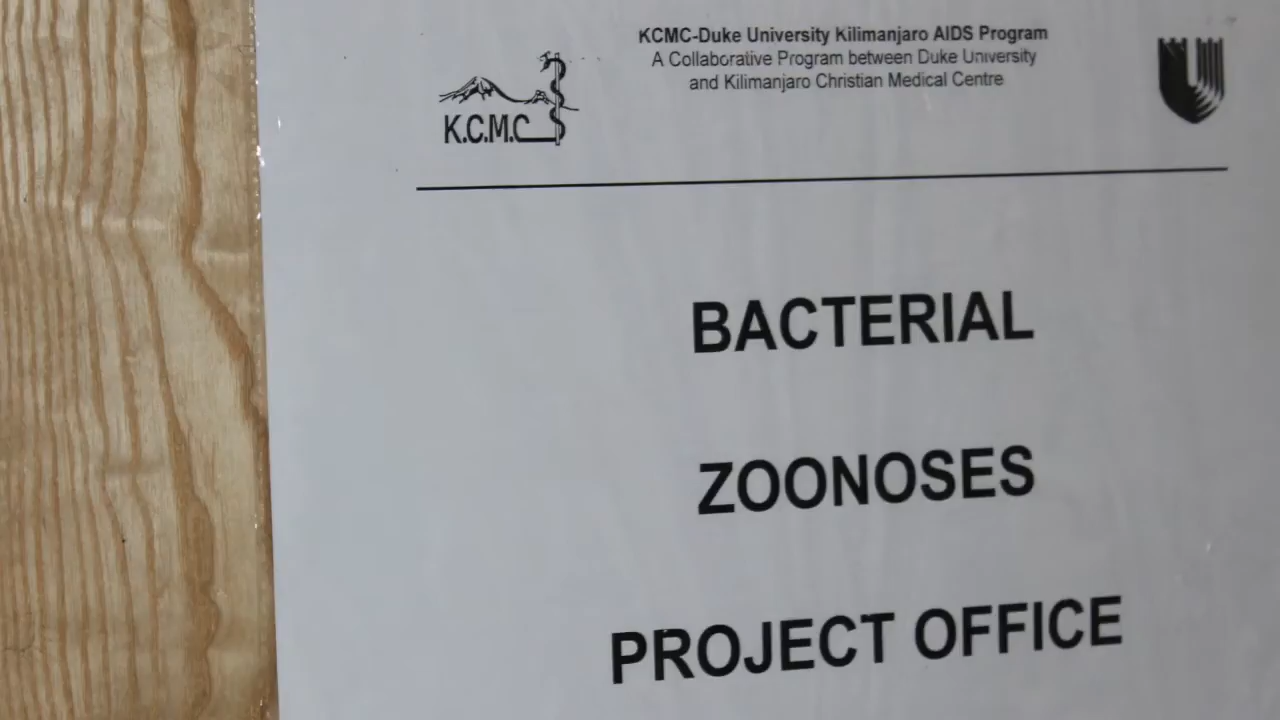 KCMC-Duke University Kilimanjaro AIDS Program
A Collaborative Program between Duke University
and Kilimanjaro Christian Medical Centre
K.C.M.C
BACTERIAL
ZOONOSES
PROJECT OFFICE